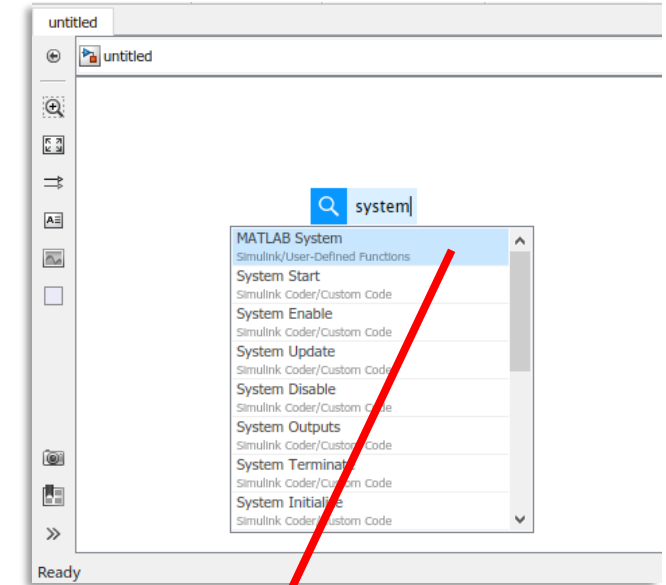 untitled
untitled
system
MATLAB System
Simulink/User-Defined Functions
System Start
Simulink Coder/Custom Code
System Enable
Simulink Coder/Custom Code
System Update
Simulink Coder/Custom Code
System Disable
Simulink Coder/Custom Code
System Outputs
Simulink Coder/Custom Code
System Terminate
Simulink Coder/Custom Code
System Initialize
Simulink Coder/Custom Code
Ready